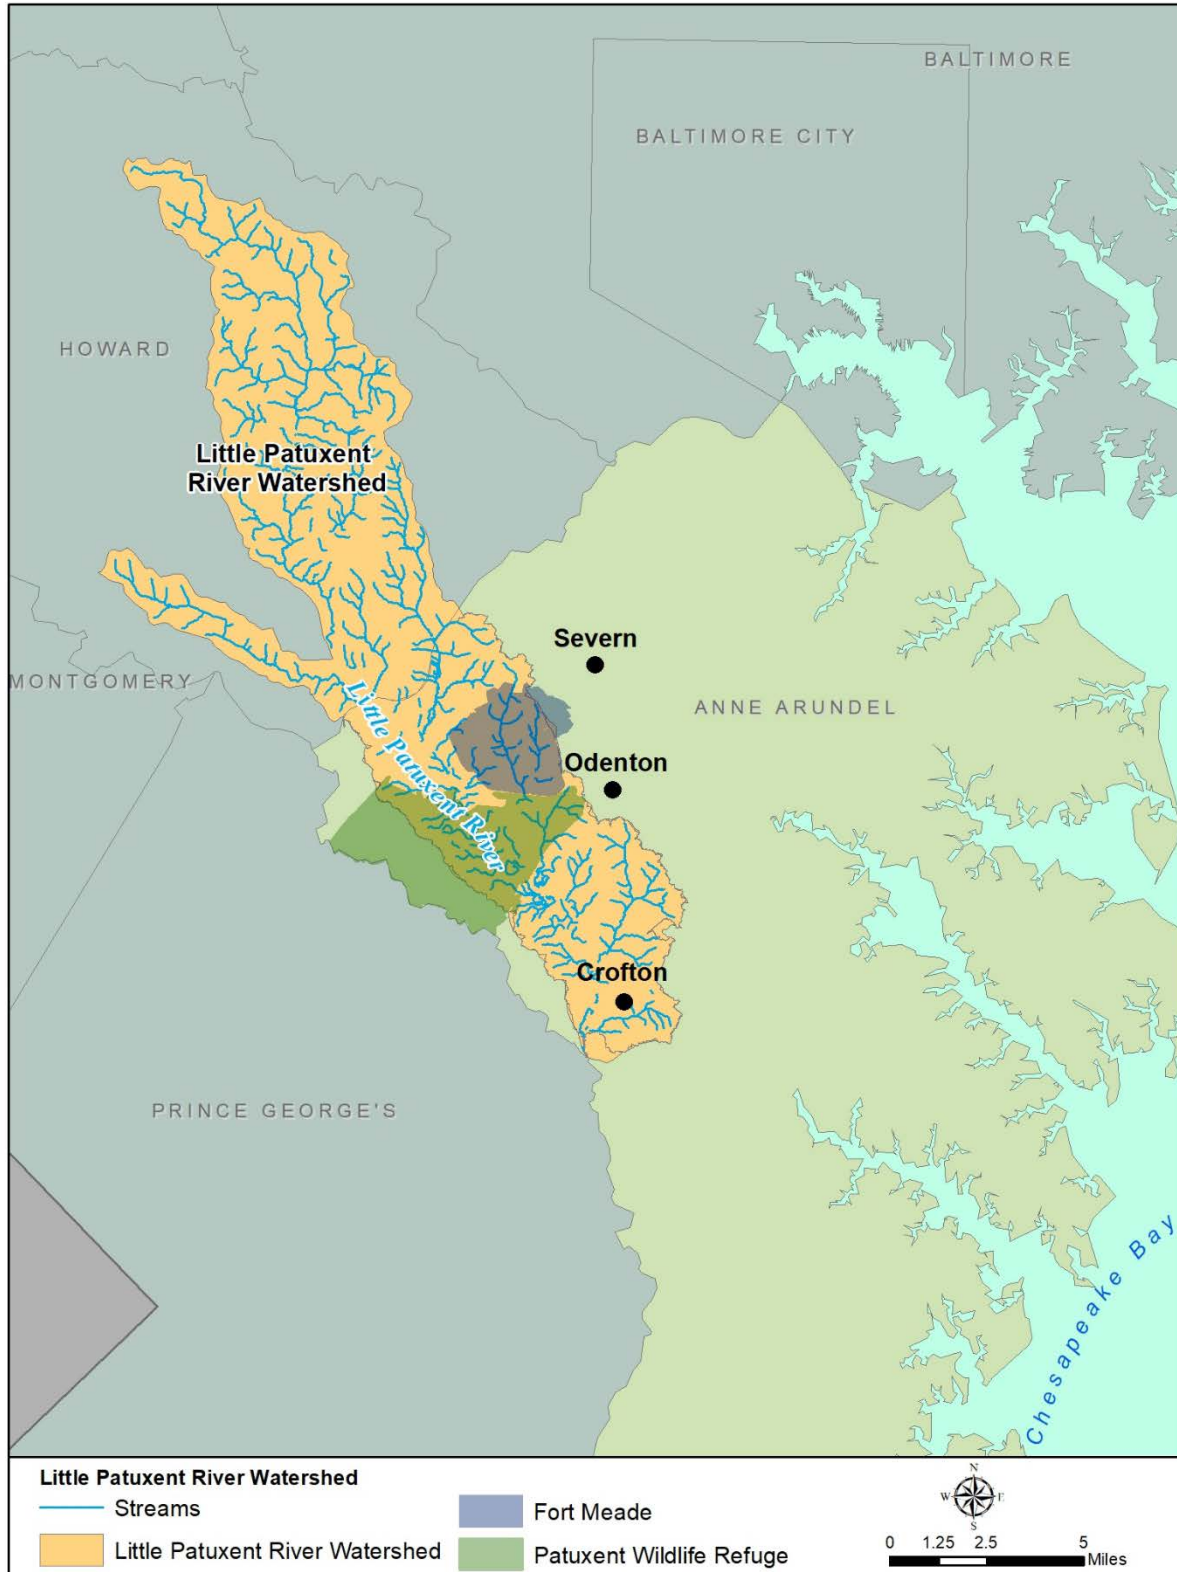 BALTIMORE
BALTIMORE CITY
HOWARD
Little Patuxent
River Watershed
Severn
MONTGOMERY
ANNE ARUNDEL
Little Patuxent River
Odenton
Crofton
PRINCE GEORGE'S
Chesapeake Bay
Little Patuxent River Watershed
Streams
Little Patuxent River Watershed
Fort Meade
Patuxent Wildlife Refuge
N
W E
S
0 1.25 2.5 5
Miles